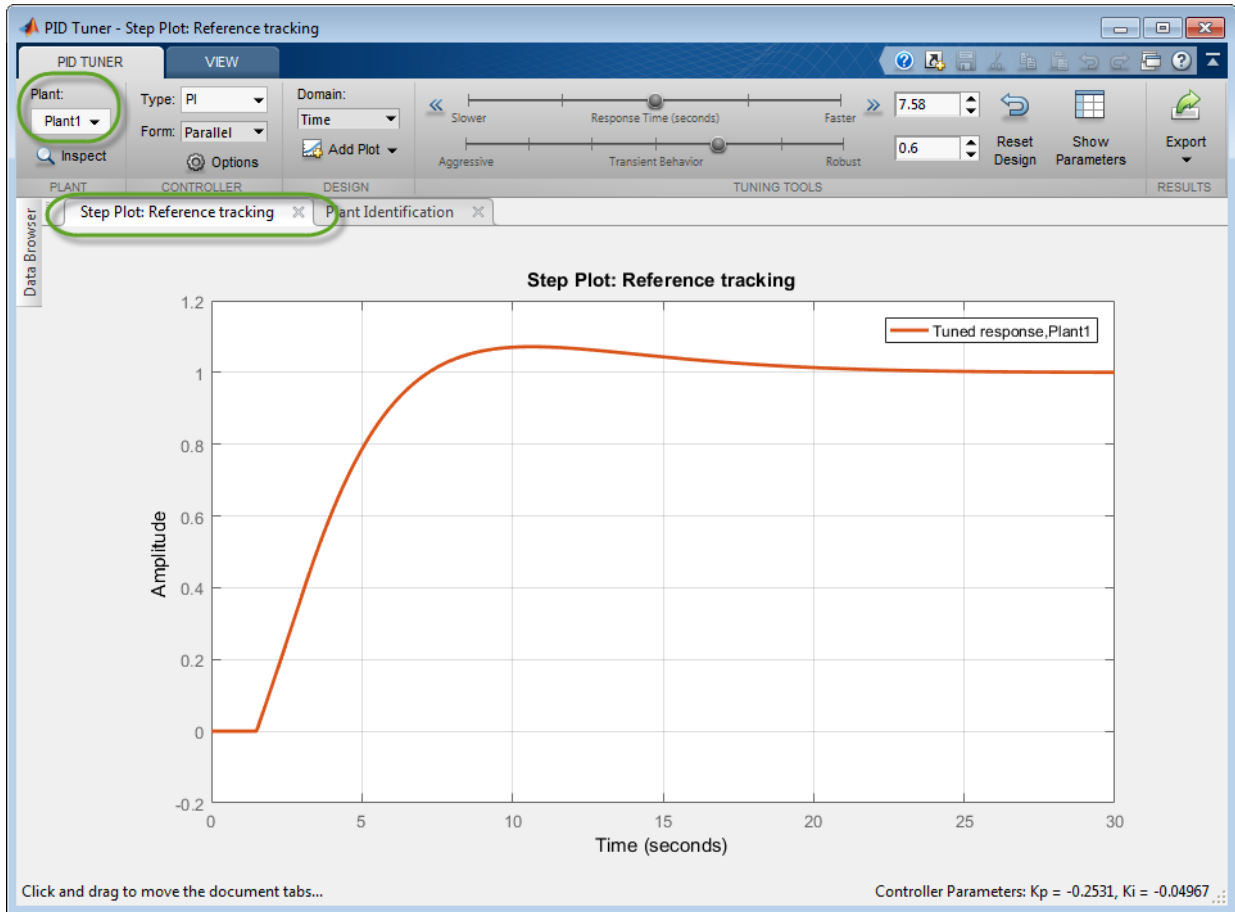 PID Tuner - Step Plot: Reference tracking
PID TUNER VIEW
Plant:
Plant1
Inspect
PLANT
Type: PI
Form: Parallel
Options
CONTROLLER
Domain:
Time
Add Plot
DESIGN
Slower Response Time (seconds) Faster 7.58
Aggressive Transient Behavior Robust 0.6
Reset
Design
Show
Parameters
TUNING TOOLS
Export
RESULTS
Data Browser
Step Plot: Reference tracking Plant Identification
Step Plot: Reference tracking
Tuned response,Plant1
Amplitude
1.2
1
0.8
0.6
0.4
0.2
0
-0.2
0 5 10 15 20 25 30
Time (seconds)
Click and drag to move the document tabs... Controller Parameters: Kp = -0.2531, Ki = -0.04967